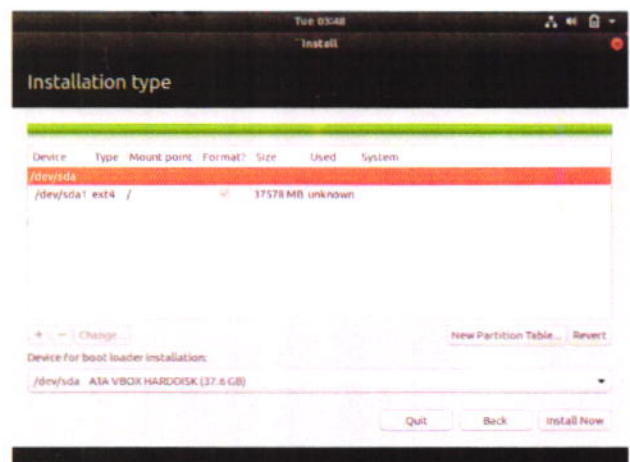 Tue 03:48
Install
Installation type
Device Type Mount point Format? Size Used System
/dev/sda
/dev/sda1 ext4 / 37578 MB unknown
+ - Change...
New Partition Table... Revert
Device for boot loader installation:
/dev/sda ATA VBOX HARDDISK (37.6 GB)
Quit Back Install Now